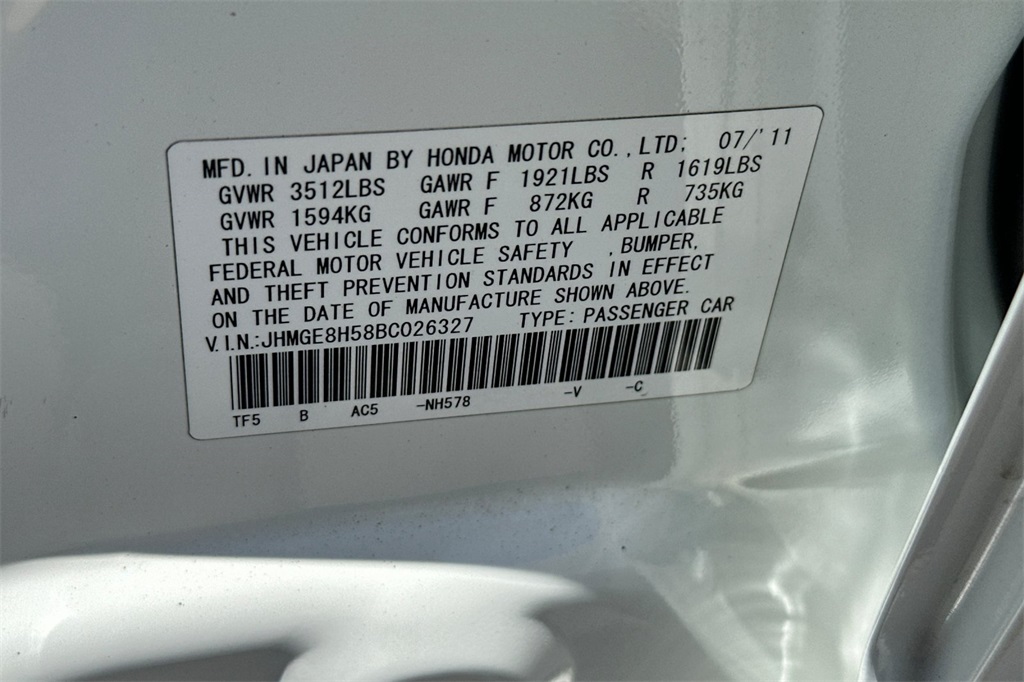 MFD. IN JAPAN BY HONDA MOTOR CO.,LTD; 07/'11
GVWR 3512LBS GAWR F 1921LBS R 1619LBS
GVWR 1594KG GAWR F 872KG R 735KG
THIS VEHICLE CONFORMS TO ALL APPLICABLE
FEDERAL MOTOR VEHICLE SAFETY ,BUMPER,
AND THEFT PREVENTION STANDARDS IN EFFECT
ON THE DATE OF MANUFACTURE SHOWN ABOVE.
V.I.N.:JHMGE8H58BC026327 TYPE: PASSENGER CAR
TF5 B AC5 -NH578 -V -C